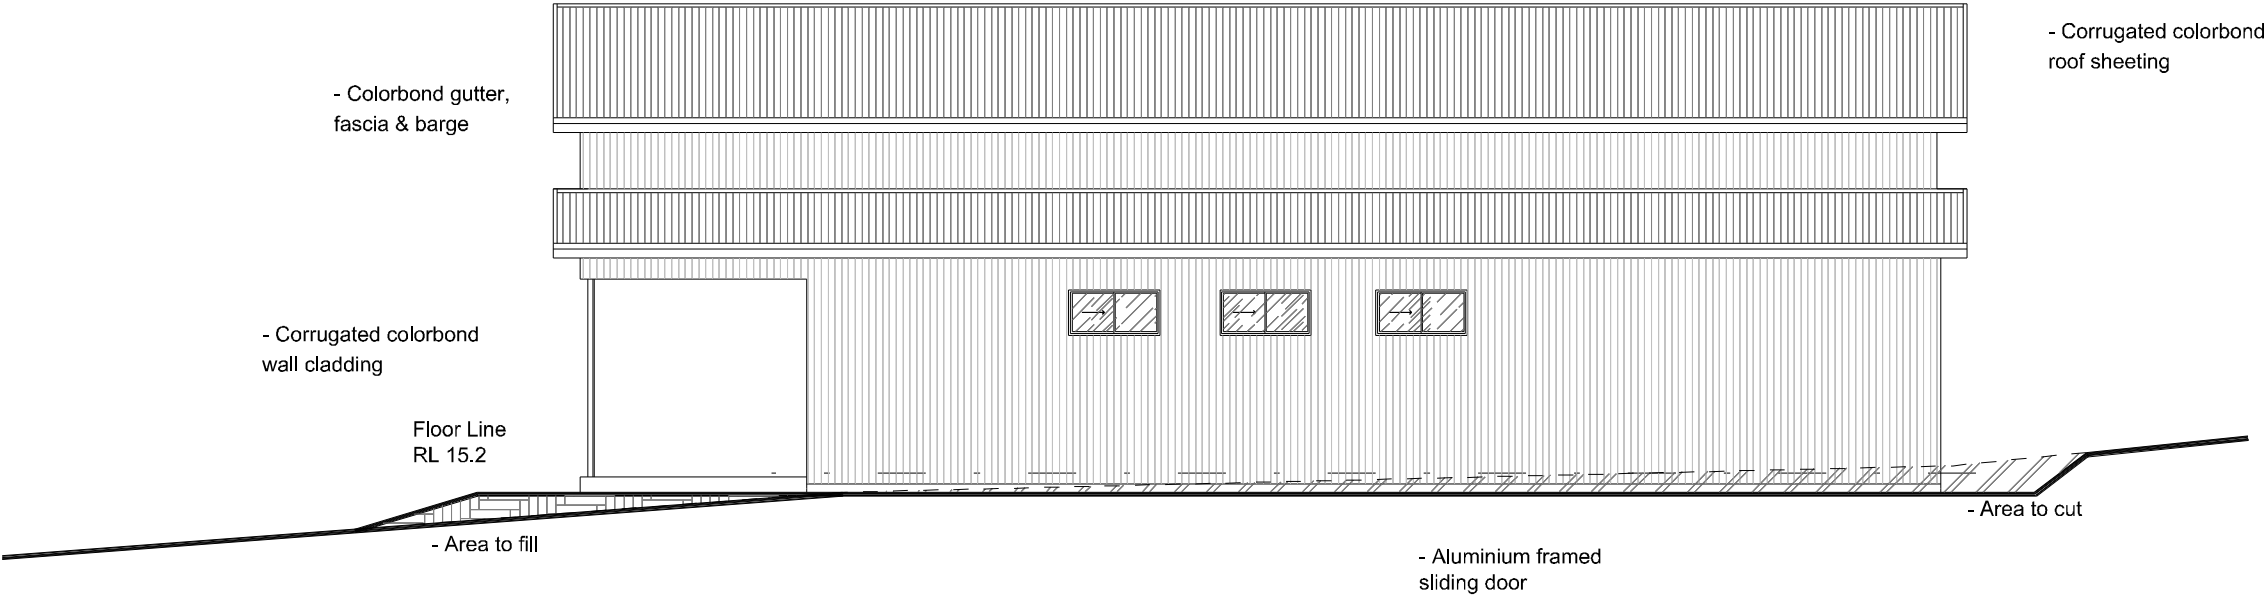 - Corrugated colorbond
roof sheeting
- Colorbond gutter,
fascia & barge
- Corrugated colorbond
wall cladding
Floor Line
RL 15.2
- Area to cut
- Area to fill
- Aluminium framed
sliding door